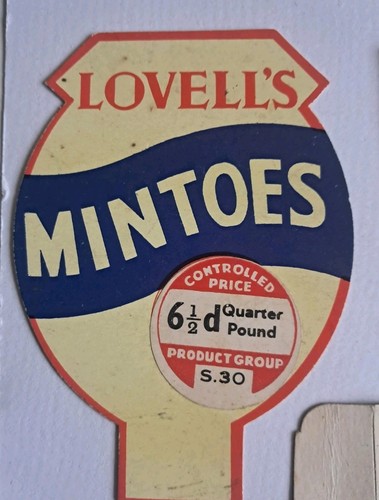 LOVELL'S
MINTOES
CONTROLLED
PRICE
6½d Quarter
Pound
PRODUCT GROUP
S.30